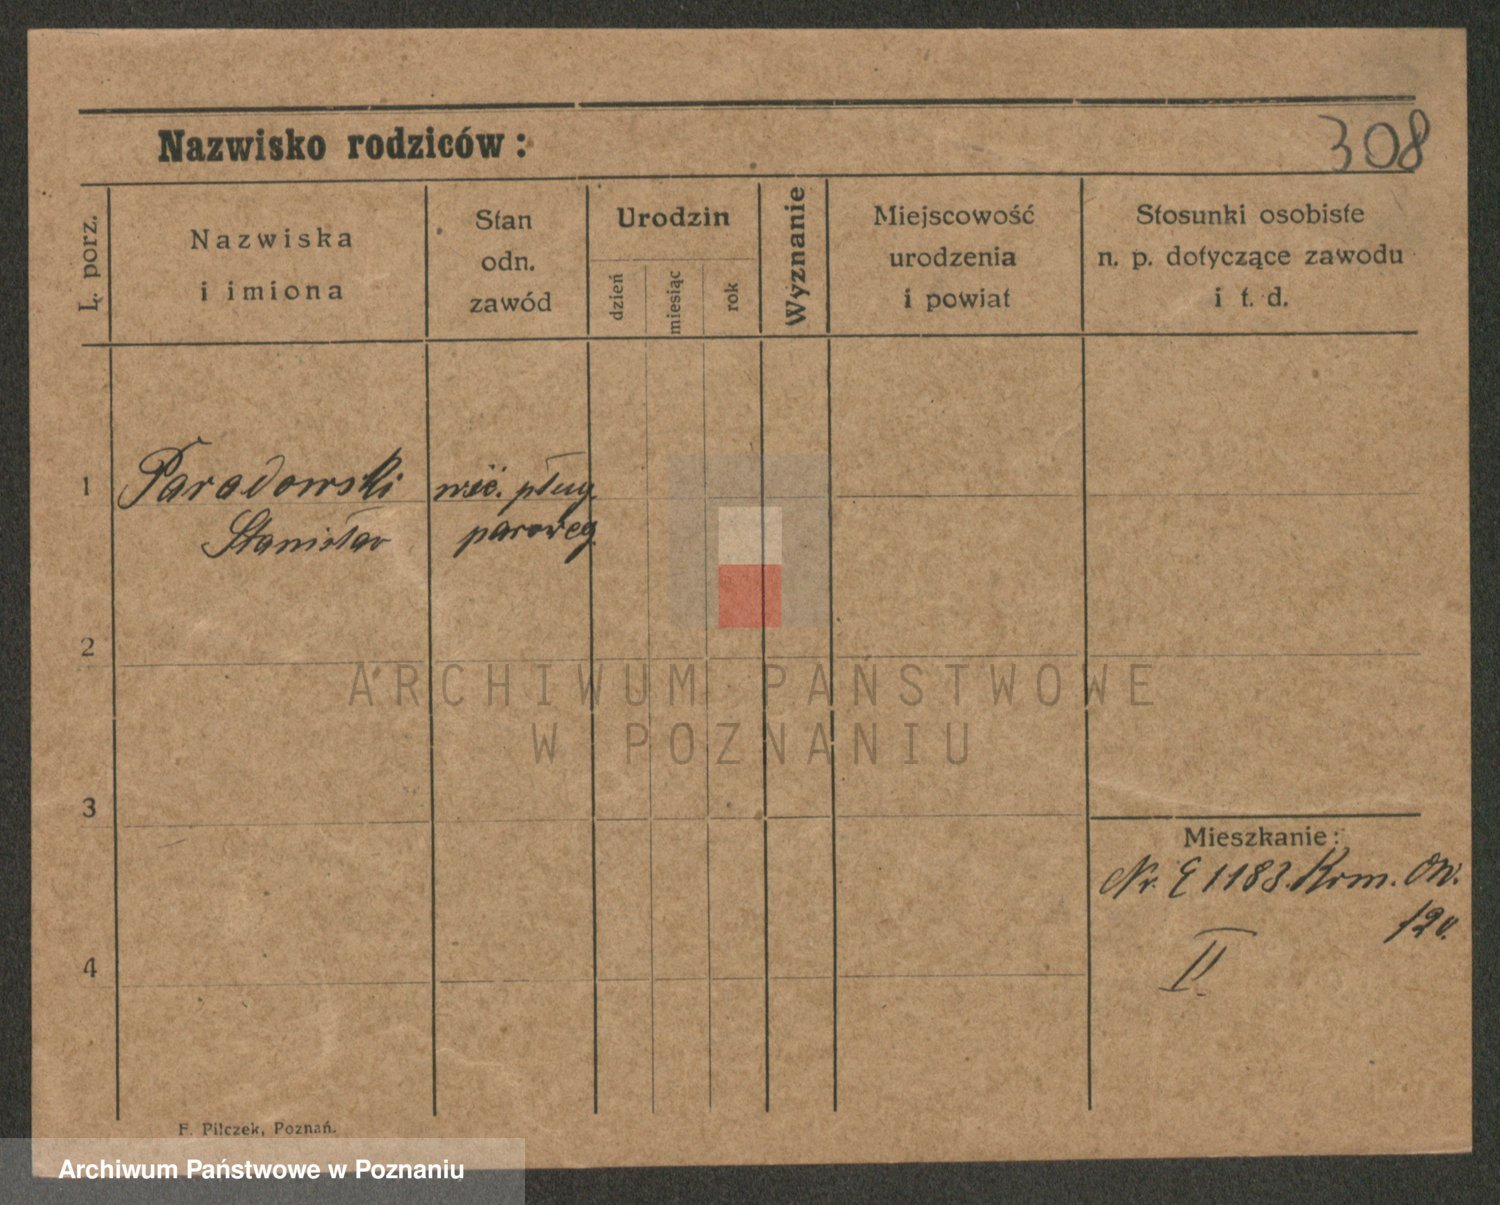 308
Nazwisko rodziców:
L. porz.
Nazwiska
i imiona
Stan
odn.
zawód
Urodzin
dzień
miesiąc
rok
Wyznanie
Miejscowość
urodzenia
i powiat
Stosunki osobiste
n. p. dotyczące zawodu
i t. d.
1
Paradowski
Stanisław
właśc. pług.
paroweg.
2
3
4
Mieszkanie:
Nr. E 1183. Krm.
120.
II
F. Pilczek, Poznań.
ARCHIWUM PAŃSTWOWE
W POZNANIU
Archiwum Państwowe w Poznaniu